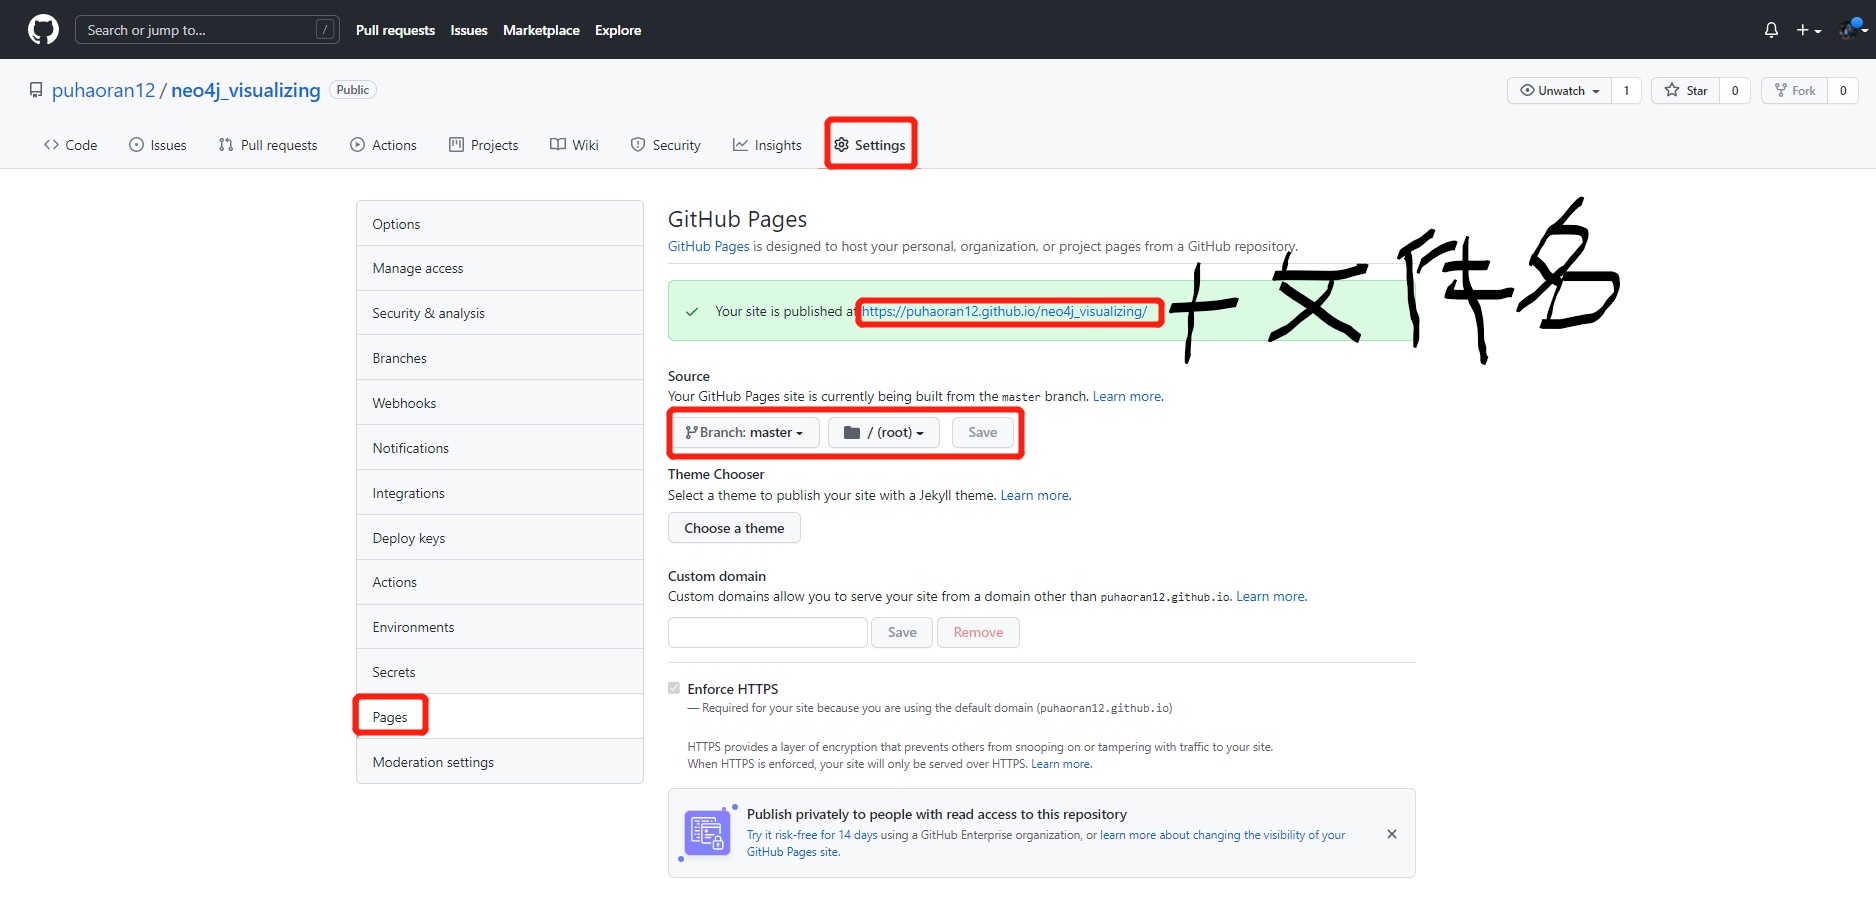 Search or jump to... /
Pull requests Issues Marketplace Explore
puhaoran12 / neo4j_visualizing Public
Unwatch 1 Star 0 Fork 0
Code Issues Pull requests Actions Projects Wiki Security Insights Settings
Options
Manage access
Security & analysis
Branches
Webhooks
Notifications
Integrations
Deploy keys
Actions
Environments
Secrets
Pages
Moderation settings
GitHub Pages
GitHub Pages is designed to host your personal, organization, or project pages from a GitHub repository.
Your site is published at https://puhaoran12.github.io/neo4j_visualizing/
+文件名
Source
Your GitHub Pages site is currently being built from the master branch. Learn more.
Branch: master / (root) Save
Theme Chooser
Select a theme to publish your site with a Jekyll theme. Learn more.
Choose a theme
Custom domain
Custom domains allow you to serve your site from a domain other than puhaoran12.github.io. Learn more.
Save Remove
Enforce HTTPS
— Required for your site because you are using the default domain (puhaoran12.github.io)
HTTPS provides a layer of encryption that prevents others from snooping on or tampering with traffic to your site.
When HTTPS is enforced, your site will only be served over HTTPS. Learn more.
Publish privately to people with read access to this repository
Try it risk-free for 14 days using a GitHub Enterprise organization, or learn more about changing the visibility of your
GitHub Pages site.